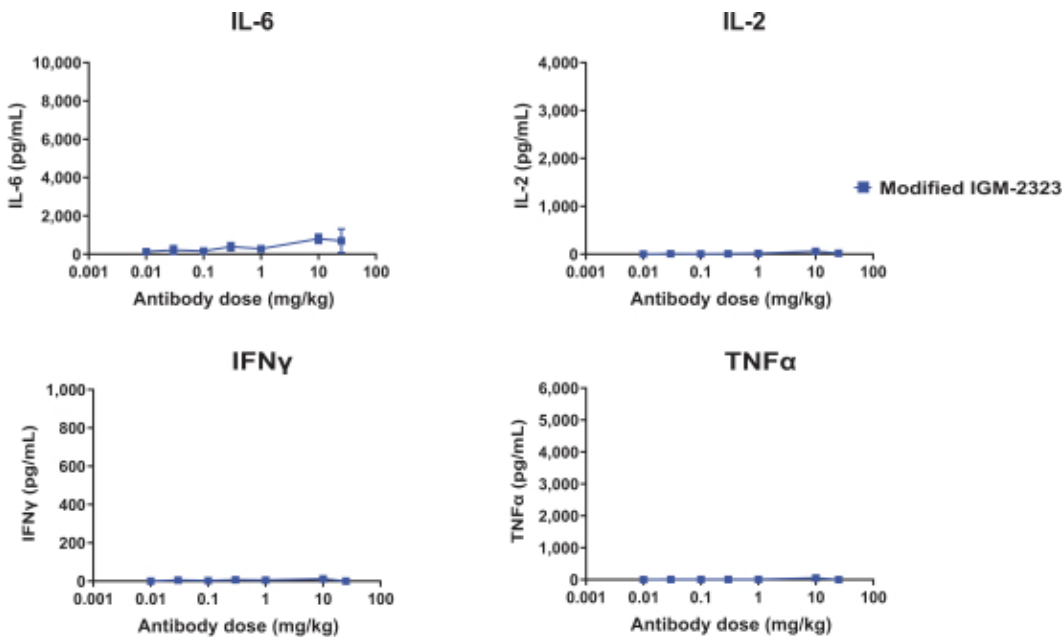 IL-6
10,000
8,000
6,000
4,000
2,000
0
IL-6 (pg/mL)
0.001 0.01 0.1 1 10 100
Antibody dose (mg/kg)
IL-2
4,000
3,000
2,000
1,000
0
IL-2 (pg/mL)
0.001 0.01 0.1 1 10 100
Antibody dose (mg/kg)
Modified IGM-2323
IFNγ
1,000
800
600
400
200
0
IFNγ (pg/mL)
0.001 0.01 0.1 1 10 100
Antibody dose (mg/kg)
TNFα
6,000
5,000
4,000
3,000
2,000
1,000
0
TNFα (pg/mL)
0.001 0.01 0.1 1 10 100
Antibody dose (mg/kg)